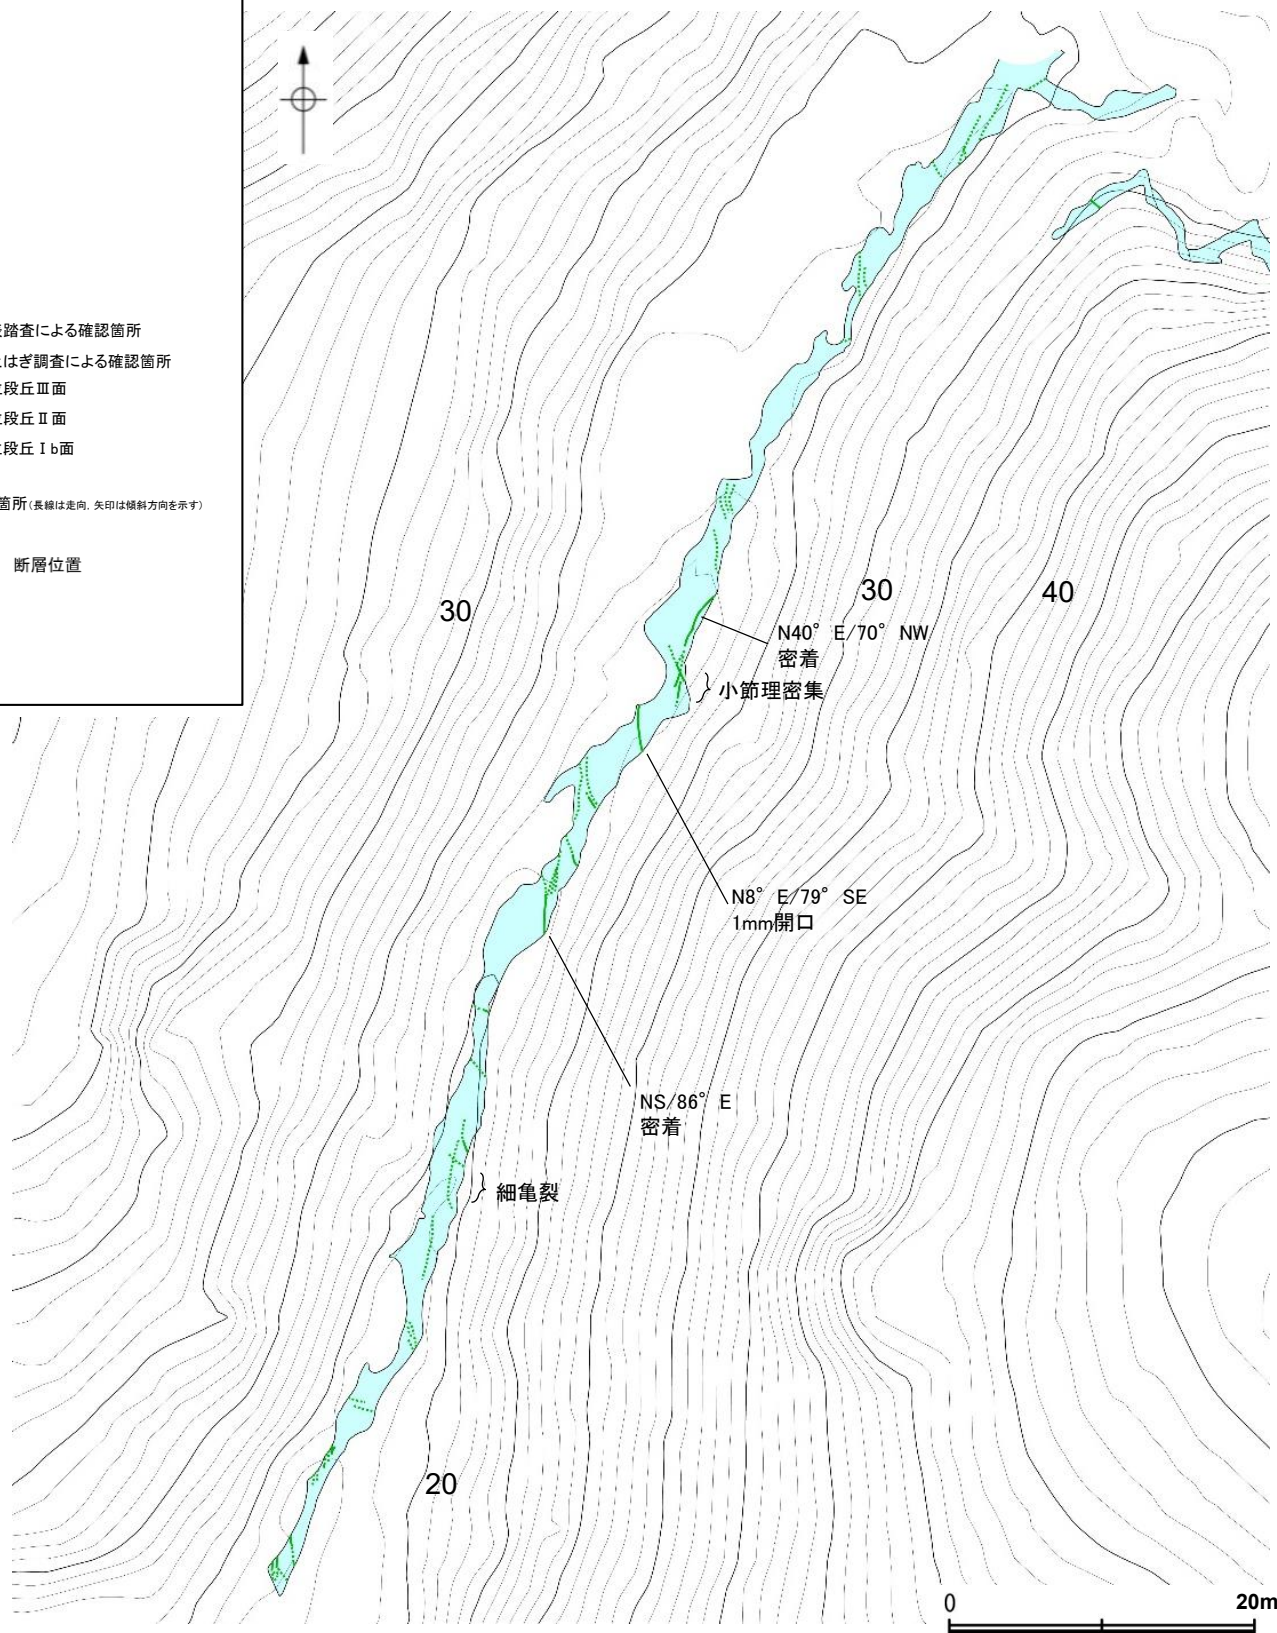 踏査による確認箇所
はぎ調査による確認箇所
段丘Ⅲ面
段丘Ⅱ面
段丘Ⅰb面
箇所(長線は走向, 矢印は傾斜方向を示す)
断層位置
30
30
40
N40° E/70° NW
密着
小節理密集
N8° E/79° SE
1mm開口
NS/86° E
密着
細亀裂
20
0
20m